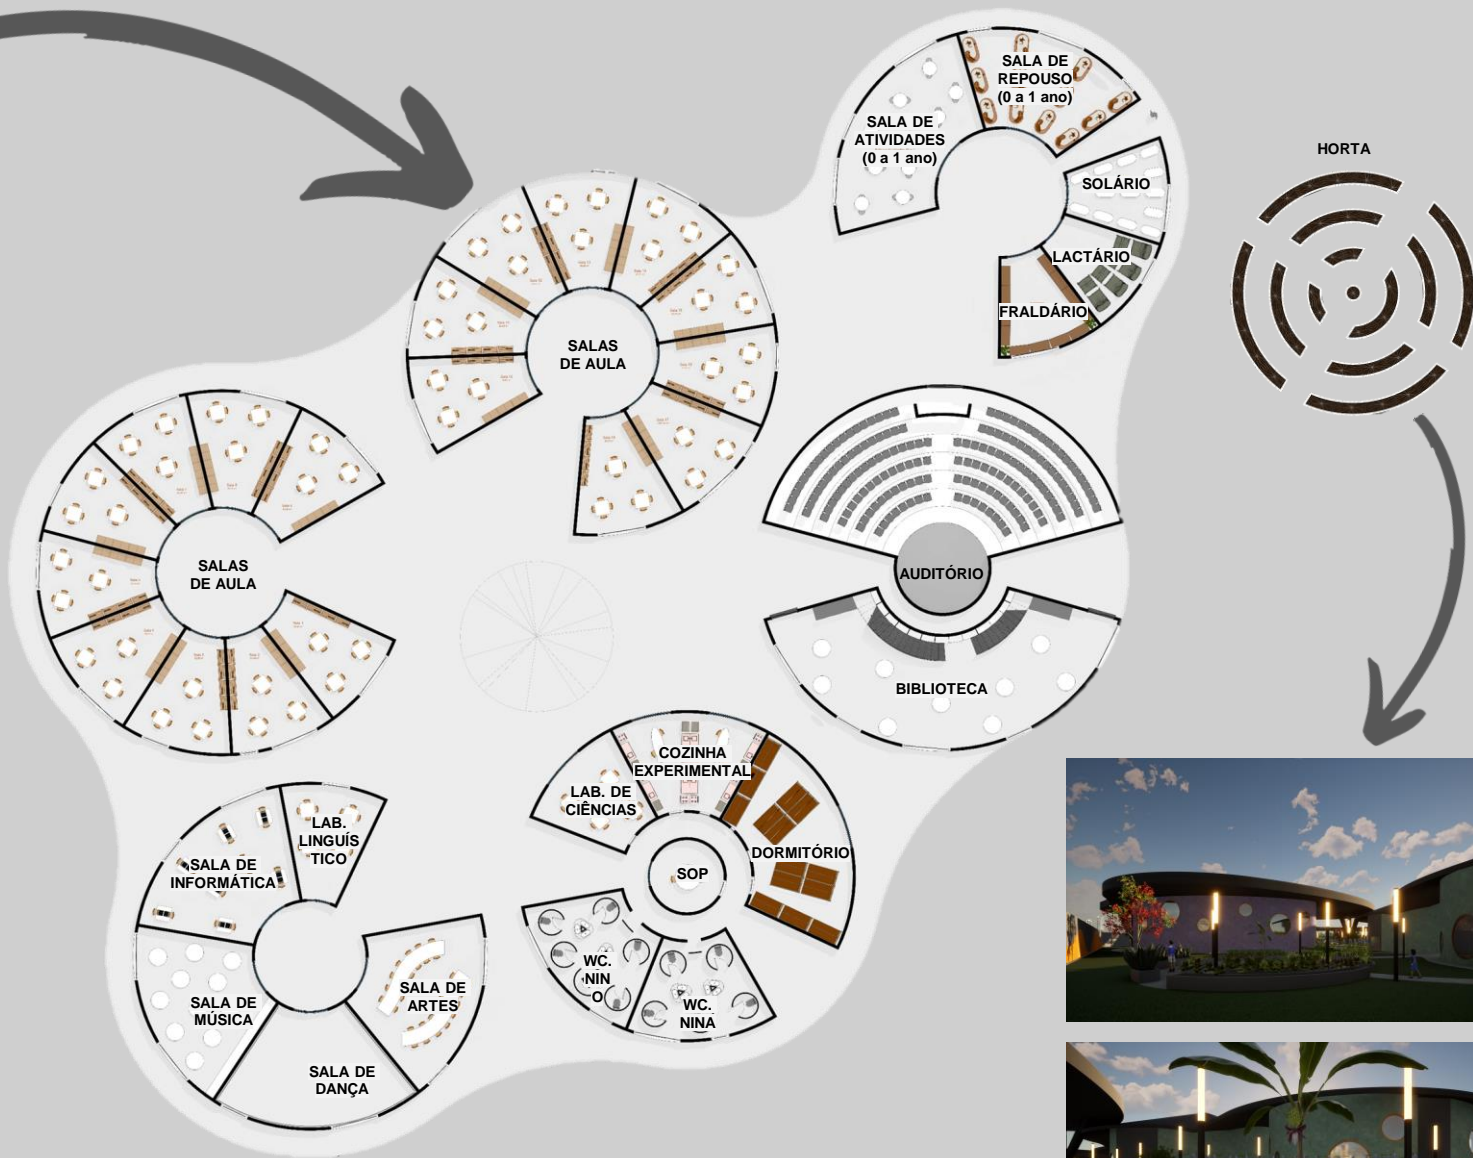 SALA DE
REPOUSO
(0 a 1 ano)
SALA DE
ATIVIDADES
(0 a 1 ano)
HORTA
SOLÁRIO
LACTÁRIO
FRALDÁRIO
SALAS
DE AULA
SALAS
DE AULA
AUDITÓRIO
BIBLIOTECA
COZINHA
EXPERIMENTAL
LAB. DE
CIÊNCIAS
DORMITÓRIO
SOP
LAB.
LINGUÍS
TICO
SALA DE
INFORMÁTICA
WC.
NIN
O
WC.
NINA
SALA DE
ARTES
SALA DE
MÚSICA
SALA DE
DANÇA